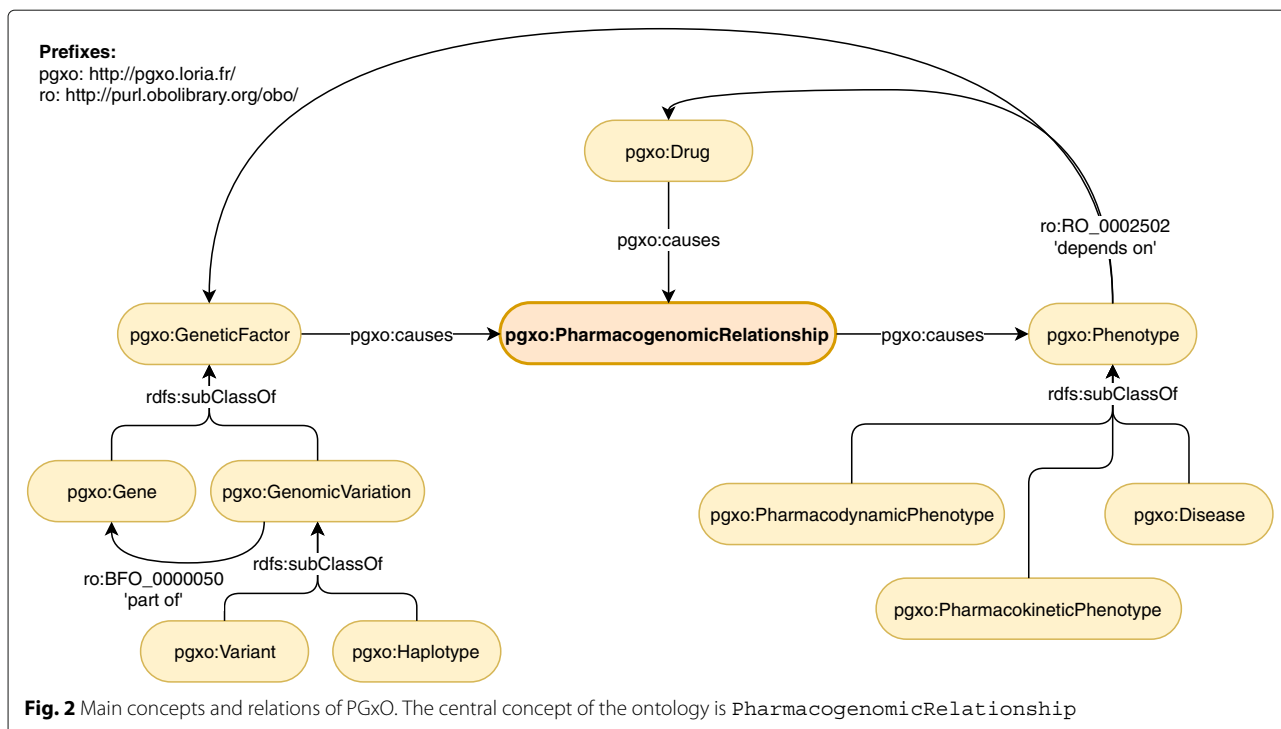 Prefixes:
pgxo: http://pgxo.loria.fr/
ro: http://purl.obolibrary.org/obo/
pgxo:Drug
ro:RO_0002502
'depends on'
pgxo:causes
pgxo:GeneticFactor
pgxo:causes
pgxo:PharmacogenomicRelationship
pgxo:causes
pgxo:Phenotype
rdfs:subClassOf
rdfs:subClassOf
pgxo:Gene
pgxo:GenomicVariation
pgxo:PharmacodynamicPhenotype
pgxo:Disease
ro:BFO_0000050
'part of'
rdfs:subClassOf
pgxo:PharmacokineticPhenotype
pgxo:Variant
pgxo:Haplotype
Fig. 2 Main concepts and relations of PGxO. The central concept of the ontology is PharmacogenomicRelationship